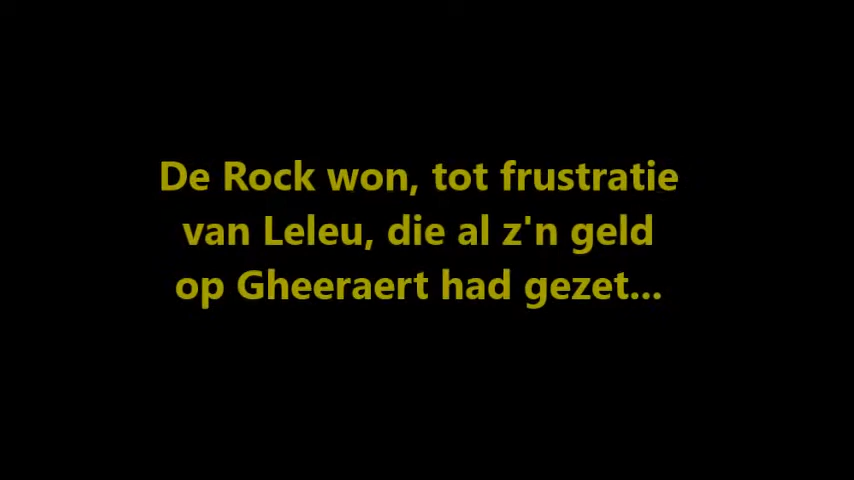 De Rock won, tot frustratie
van Leleu, die al z'n geld
op Gheeraert had gezet...